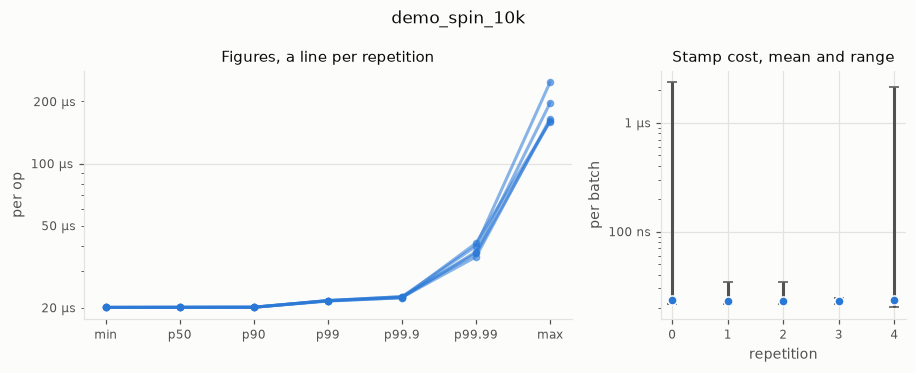 demo_spin_10k
Figures, a line per repetition
per op
200 µs
100 µs
50 µs
20 µs
min p50 p90 p99 p99.9 p99.99 max
Stamp cost, mean and range
per batch
1 µs
100 ns
0 1 2 3 4
repetition